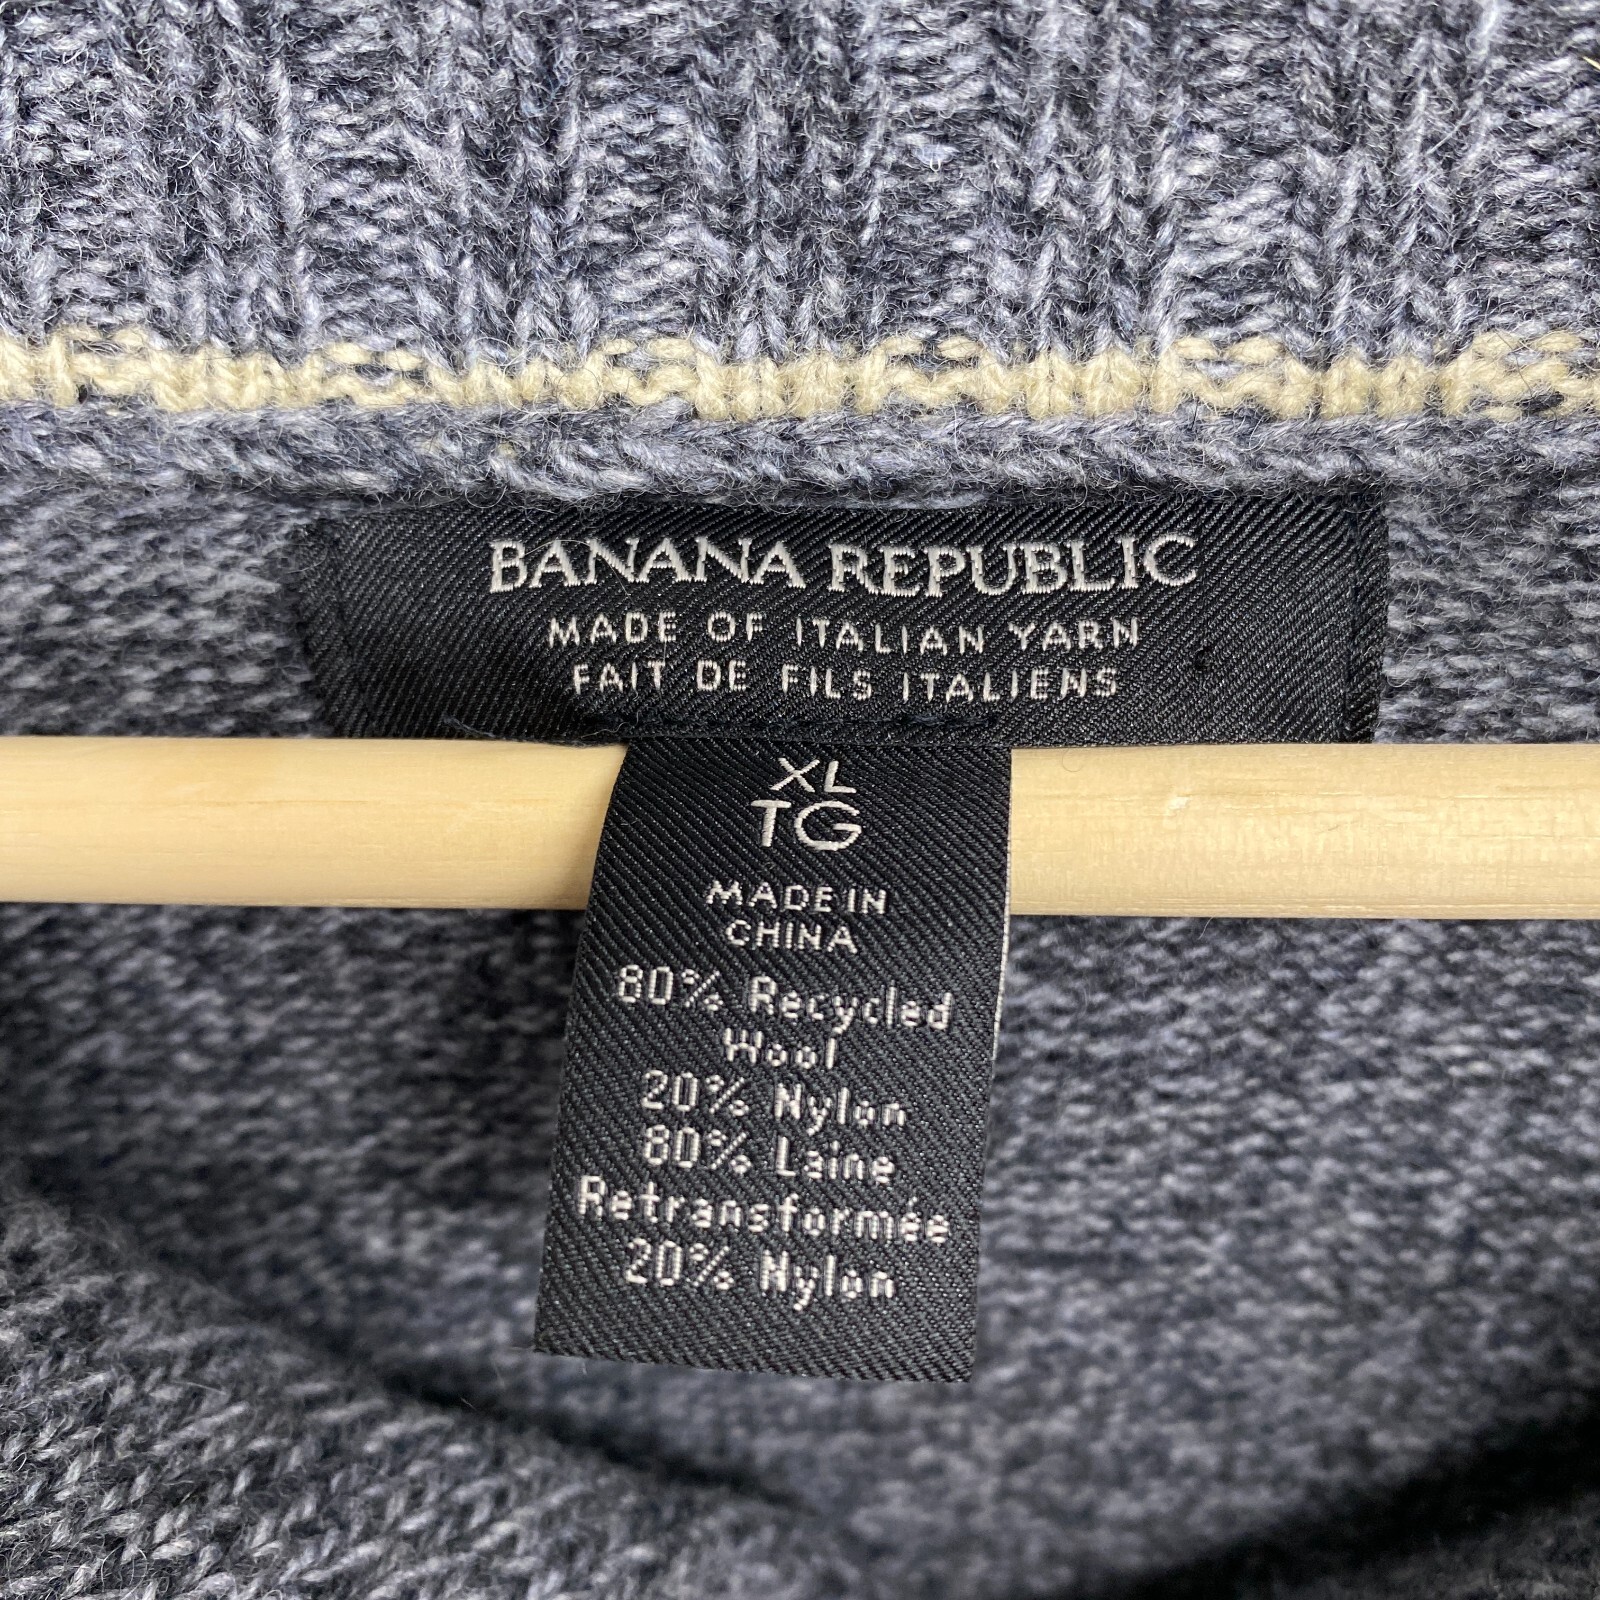 BANANA REPUBLIC
MADE OF ITALIAN YARN
FAIT DE FILS ITALIENS
XL
TG
MADE IN
CHINA
80% Recycled
Wool
20% Nylon
80% Laine
Retransformée
20% Nylon